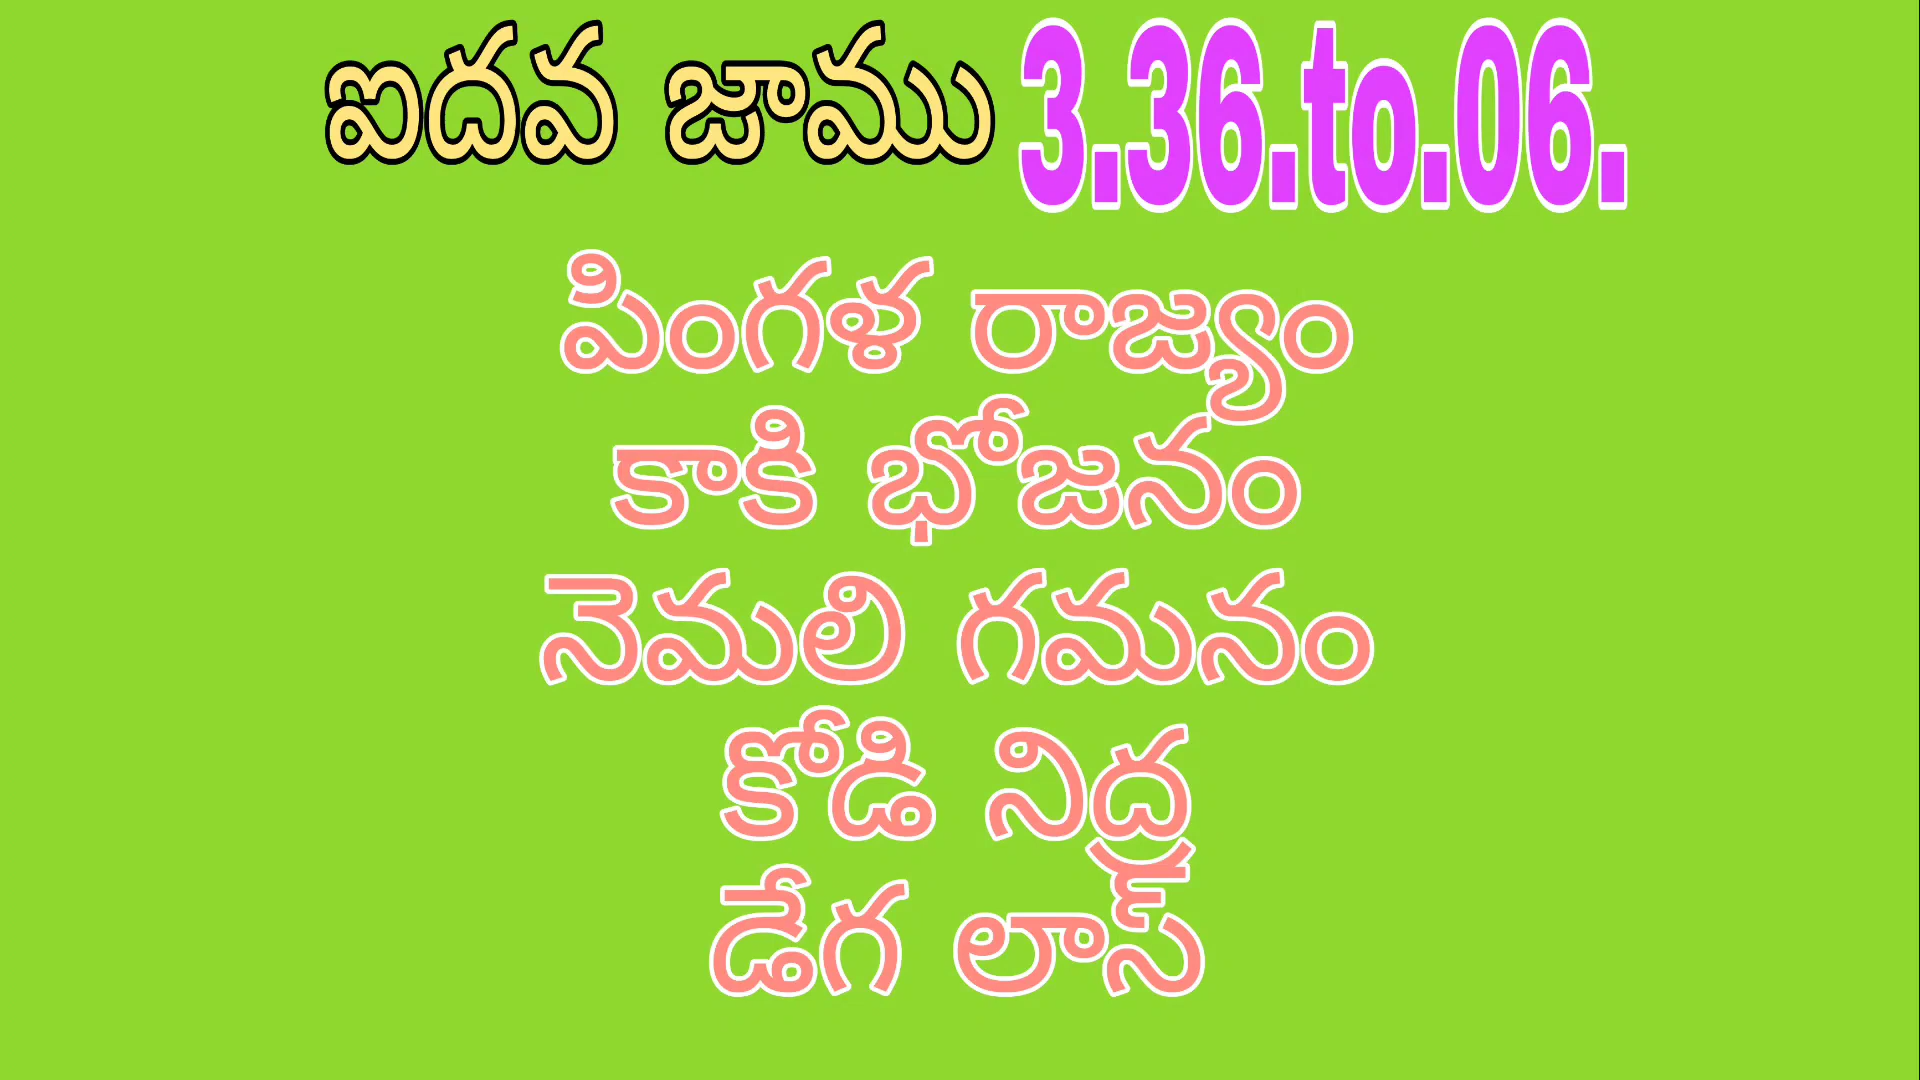 ఐదవ జాము 3.36.to.06.
పింగళ రాజ్యం
కాకి భోజనం
నెమలి గమనం
కోడి నిద్ర
డేగ లాస్